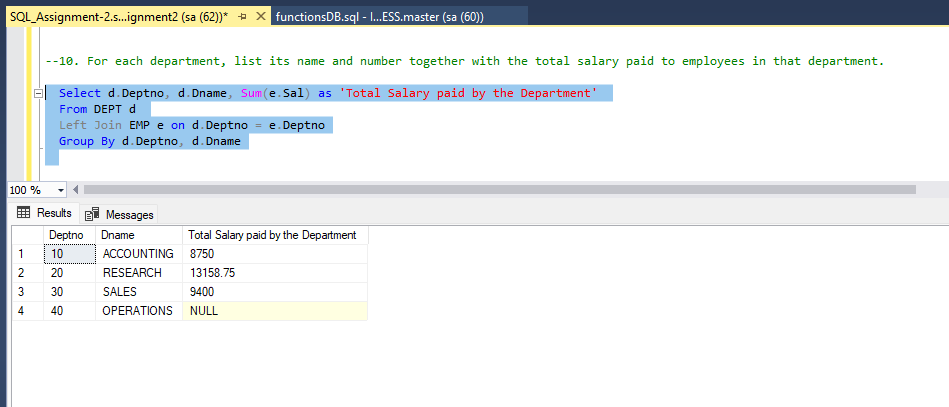 SQL_Assignment-2.s...ignment2 (sa (62))* functionsDB.sql - I...ESS.master (sa (60))
--10. For each department, list its name and number together with the total salary paid to employees in that department.
Select d.Deptno, d.Dname, Sum(e.Sal) as 'Total Salary paid by the Department'
From DEPT d
Left Join EMP e on d.Deptno = e.Deptno
Group By d.Deptno, d.Dname
100 %
Results Messages
Deptno Dname Total Salary paid by the Department
1 10 ACCOUNTING 8750
2 20 RESEARCH 13158.75
3 30 SALES 9400
4 40 OPERATIONS NULL